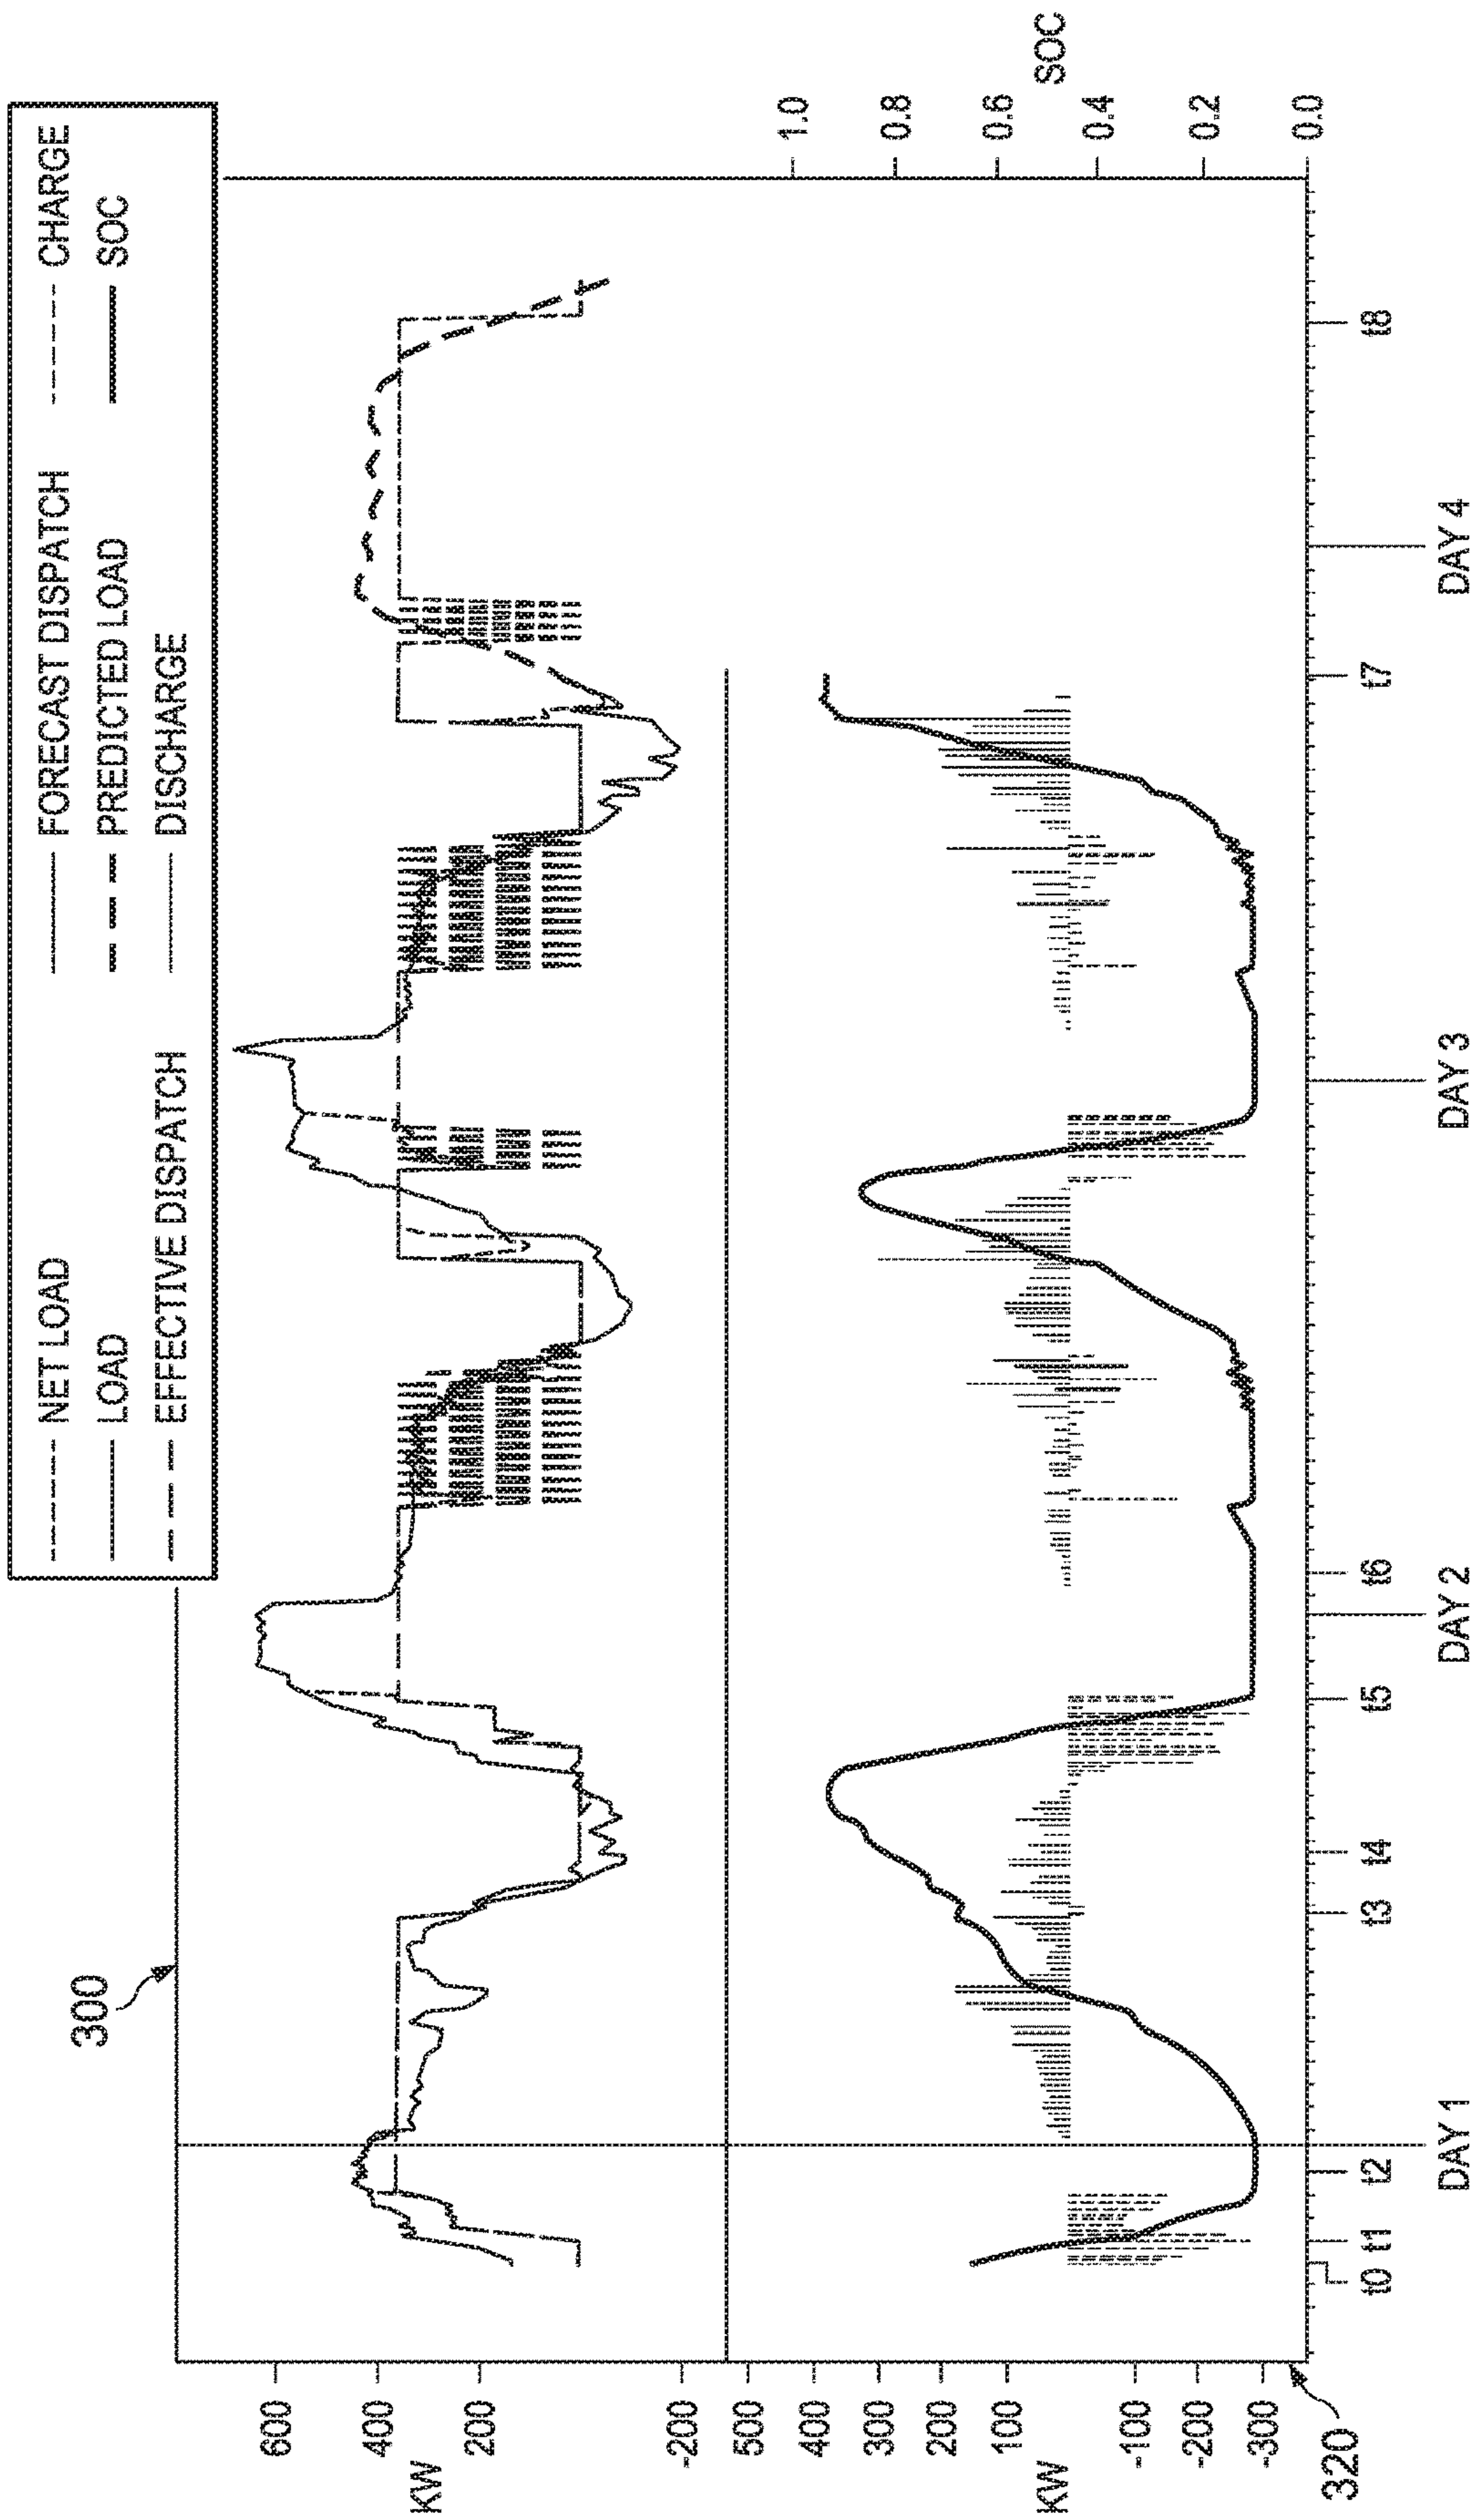 300
NET LOAD
FORECAST DISPATCH
CHARGE
LOAD
PREDICTED LOAD
SOC
EFFECTIVE DISPATCH
DISCHARGE
600
400
200
-200
KW
500
400
300
200
100
-100
-200
-300
KW
320
1.0
0.8
0.6
0.4
0.2
0.0
SOC
t0 t1 t2 t3 t4 t5 t6 t7 t8
DAY 1 DAY 2 DAY 3 DAY 4